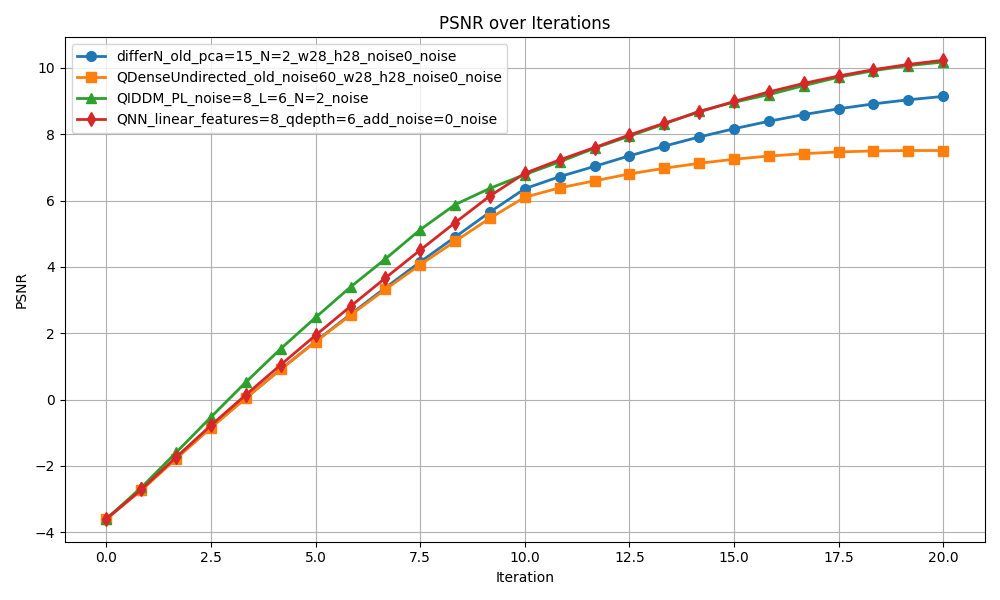 PSNR over Iterations
differN_old_pca=15_N=2_w28_h28_noise0_noise
QDenseUndirected_old_noise60_w28_h28_noise0_noise
QIDDM_PL_noise=8_L=6_N=2_noise
QNN_linear_features=8_qdepth=6_add_noise=0_noise
PSNR
10
8
6
4
2
0
−2
−4
0.0 2.5 5.0 7.5 10.0 12.5 15.0 17.5 20.0
Iteration